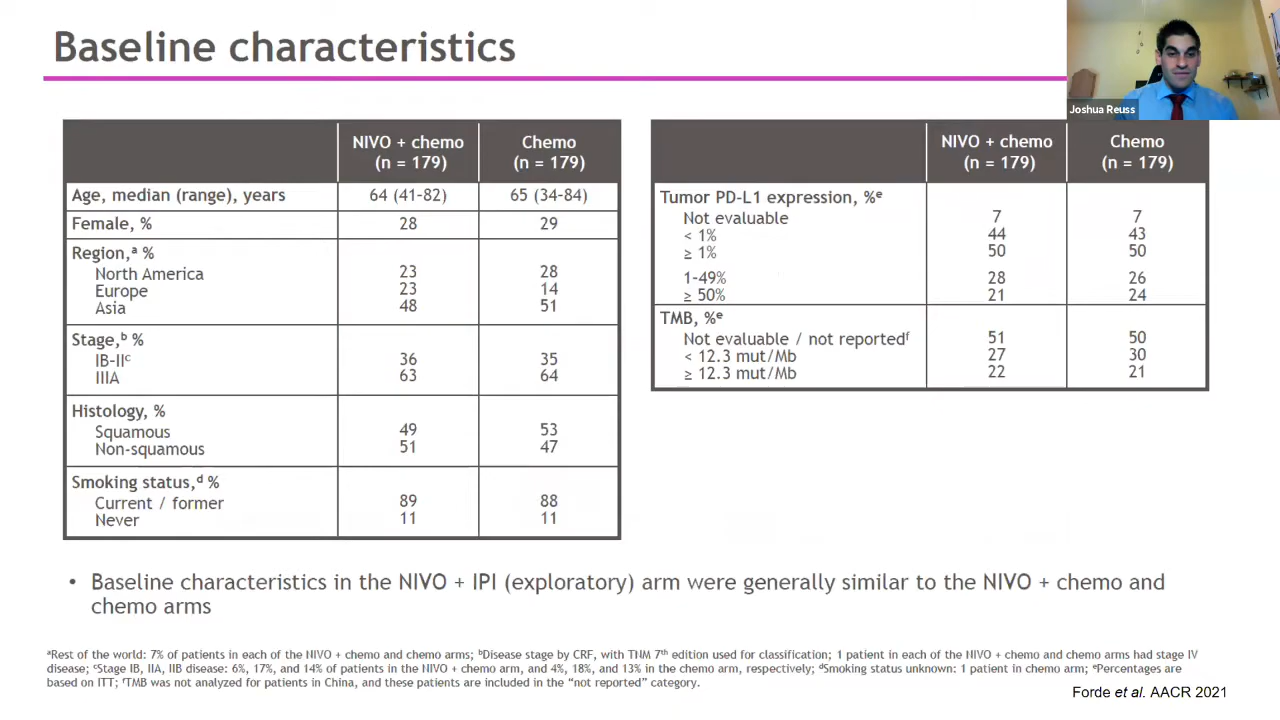 Baseline characteristics
Joshua Reuss
NIVO + chemo (n = 179) Chemo (n = 179)
Age, median (range), years 64 (41-82) 65 (34-84)
Female, % 28 29
Region,ᵃ %
North America 23 28
Europe 23 14
Asia 48 51
Stage,ᵇ %
IB-IIᶜ 36 35
IIIA 63 64
Histology, %
Squamous 49 53
Non-squamous 51 47
Smoking status,ᵈ %
Current / former 89 88
Never 11 11
NIVO + chemo (n = 179) Chemo (n = 179)
Tumor PD-L1 expression, %ᵉ
Not evaluable 7 7
< 1% 44 43
≥ 1% 50 50
1-49% 28 26
≥ 50% 21 24
TMB, %ᵉ
Not evaluable / not reportedᶠ 51 50
< 12.3 mut/Mb 27 30
≥ 12.3 mut/Mb 22 21
• Baseline characteristics in the NIVO + IPI (exploratory) arm were generally similar to the NIVO + chemo and
chemo arms
ᵃRest of the world: 7% of patients in each of the NIVO + chemo and chemo arms; ᵇDisease stage by CRF, with TNM 7ᵗʰ edition used for classification; 1 patient in each of the NIVO + chemo and chemo arms had stage IV
disease; ᶜStage IB, IIA, IIB disease: 6%, 17%, and 14% of patients in the NIVO + chemo arm, and 4%, 18%, and 13% in the chemo arm, respectively; ᵈSmoking status unknown: 1 patient in chemo arm; ᵉPercentages are
based on ITT; ᶠTMB was not analyzed for patients in China, and these patients are included in the “not reported” category.
Forde et al. AACR 2021